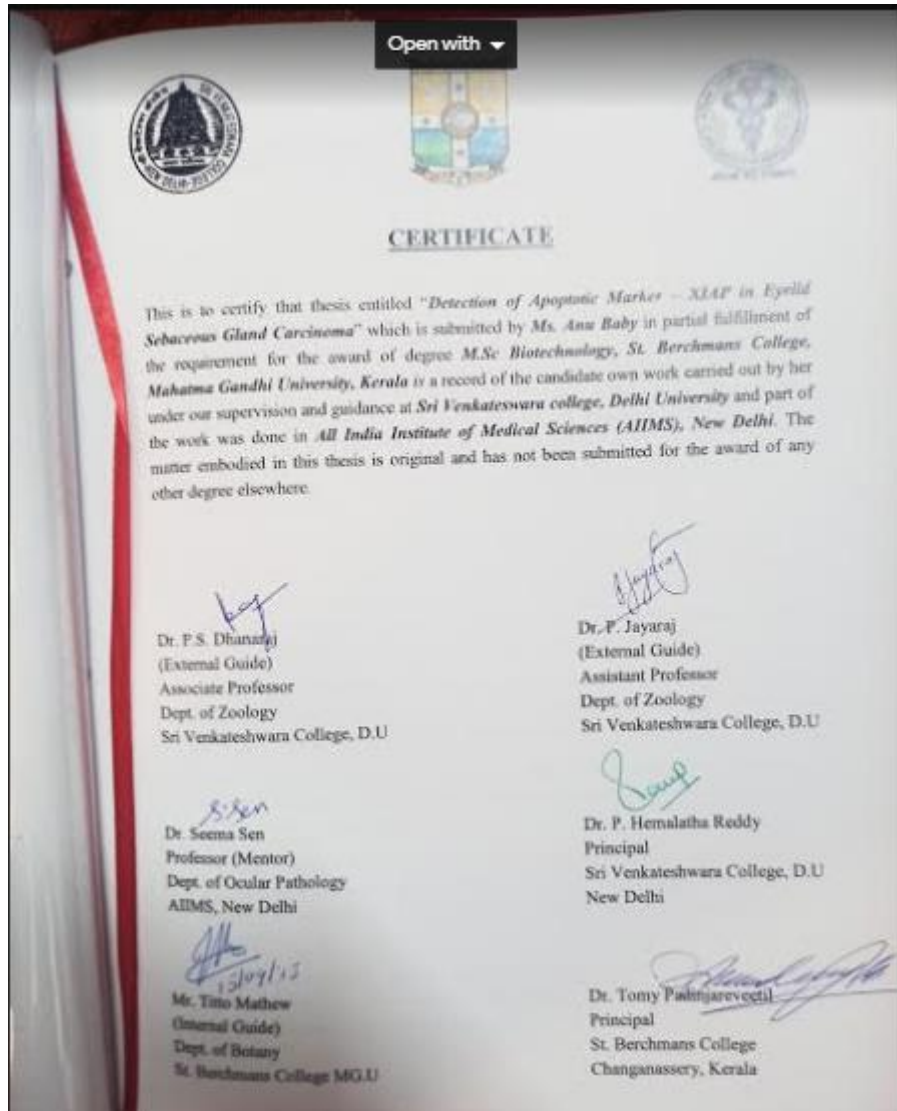 Open with
SRI VENKATESWARA COLLEGE
NEW DELHI
CERTIFICATE
This is to certify that thesis entitled “Detection of Apoptotic Marker – XIAP in Eyelid
Sebaceous Gland Carcinoma” which is submitted by Ms. Anu Baby in partial fulfillment of
the requirement for the award of degree M.Sc Biotechnology, St. Berchmans College,
Mahatma Gandhi University, Kerala is a record of the candidate own work carried out by her
under our supervision and guidance at Sri Venkateswara college, Delhi University and part of
the work was done in All India Institute of Medical Sciences (AIIMS), New Delhi. The
matter embodied in this thesis is original and has not been submitted for the award of any
other degree elsewhere.
Dr. P.S. Dhanaraj
(External Guide)
Associate Professor
Dept. of Zoology
Sri Venkateshwara College, D.U
Jayaraj
Dr. P. Jayaraj
(External Guide)
Assistant Professor
Dept. of Zoology
Sri Venkateshwara College, D.U
S. Sen
Dr. Seema Sen
Professor (Mentor)
Dept. of Ocular Pathology
AIIMS, New Delhi
Dr. P. Hemalatha Reddy
Principal
Sri Venkateshwara College, D.U
New Delhi
Mr. Titto Mathew
(Internal Guide)
Dept. of Botany
St. Berchmans College MG.U
Dr. Tomy Padinjareveetil
Principal
St. Berchmans College
Changanassery, Kerala